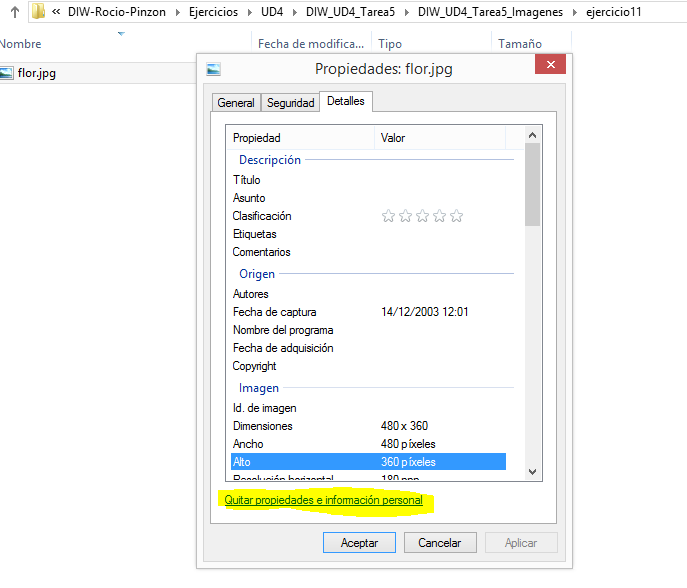 « DIW-Rocio-Pinzon Ejercicios UD4 DIW_UD4_Tarea5 DIW_UD4_Tarea5_Imagenes ejercicio11
Nombre Fecha de modifica... Tipo Tamaño
flor.jpg
Propiedades: flor.jpg
General Seguridad Detalles
Propiedad Valor
Descripción
Título
Asunto
Clasificación
Etiquetas
Comentarios
Origen
Autores
Fecha de captura 14/12/2003 12:01
Nombre del programa
Fecha de adquisición
Copyright
Imagen
Id. de imagen
Dimensiones 480 x 360
Ancho 480 píxeles
Alto 360 píxeles
Resolución horizontal 180 ppp
Quitar propiedades e información personal
Aceptar Cancelar Aplicar